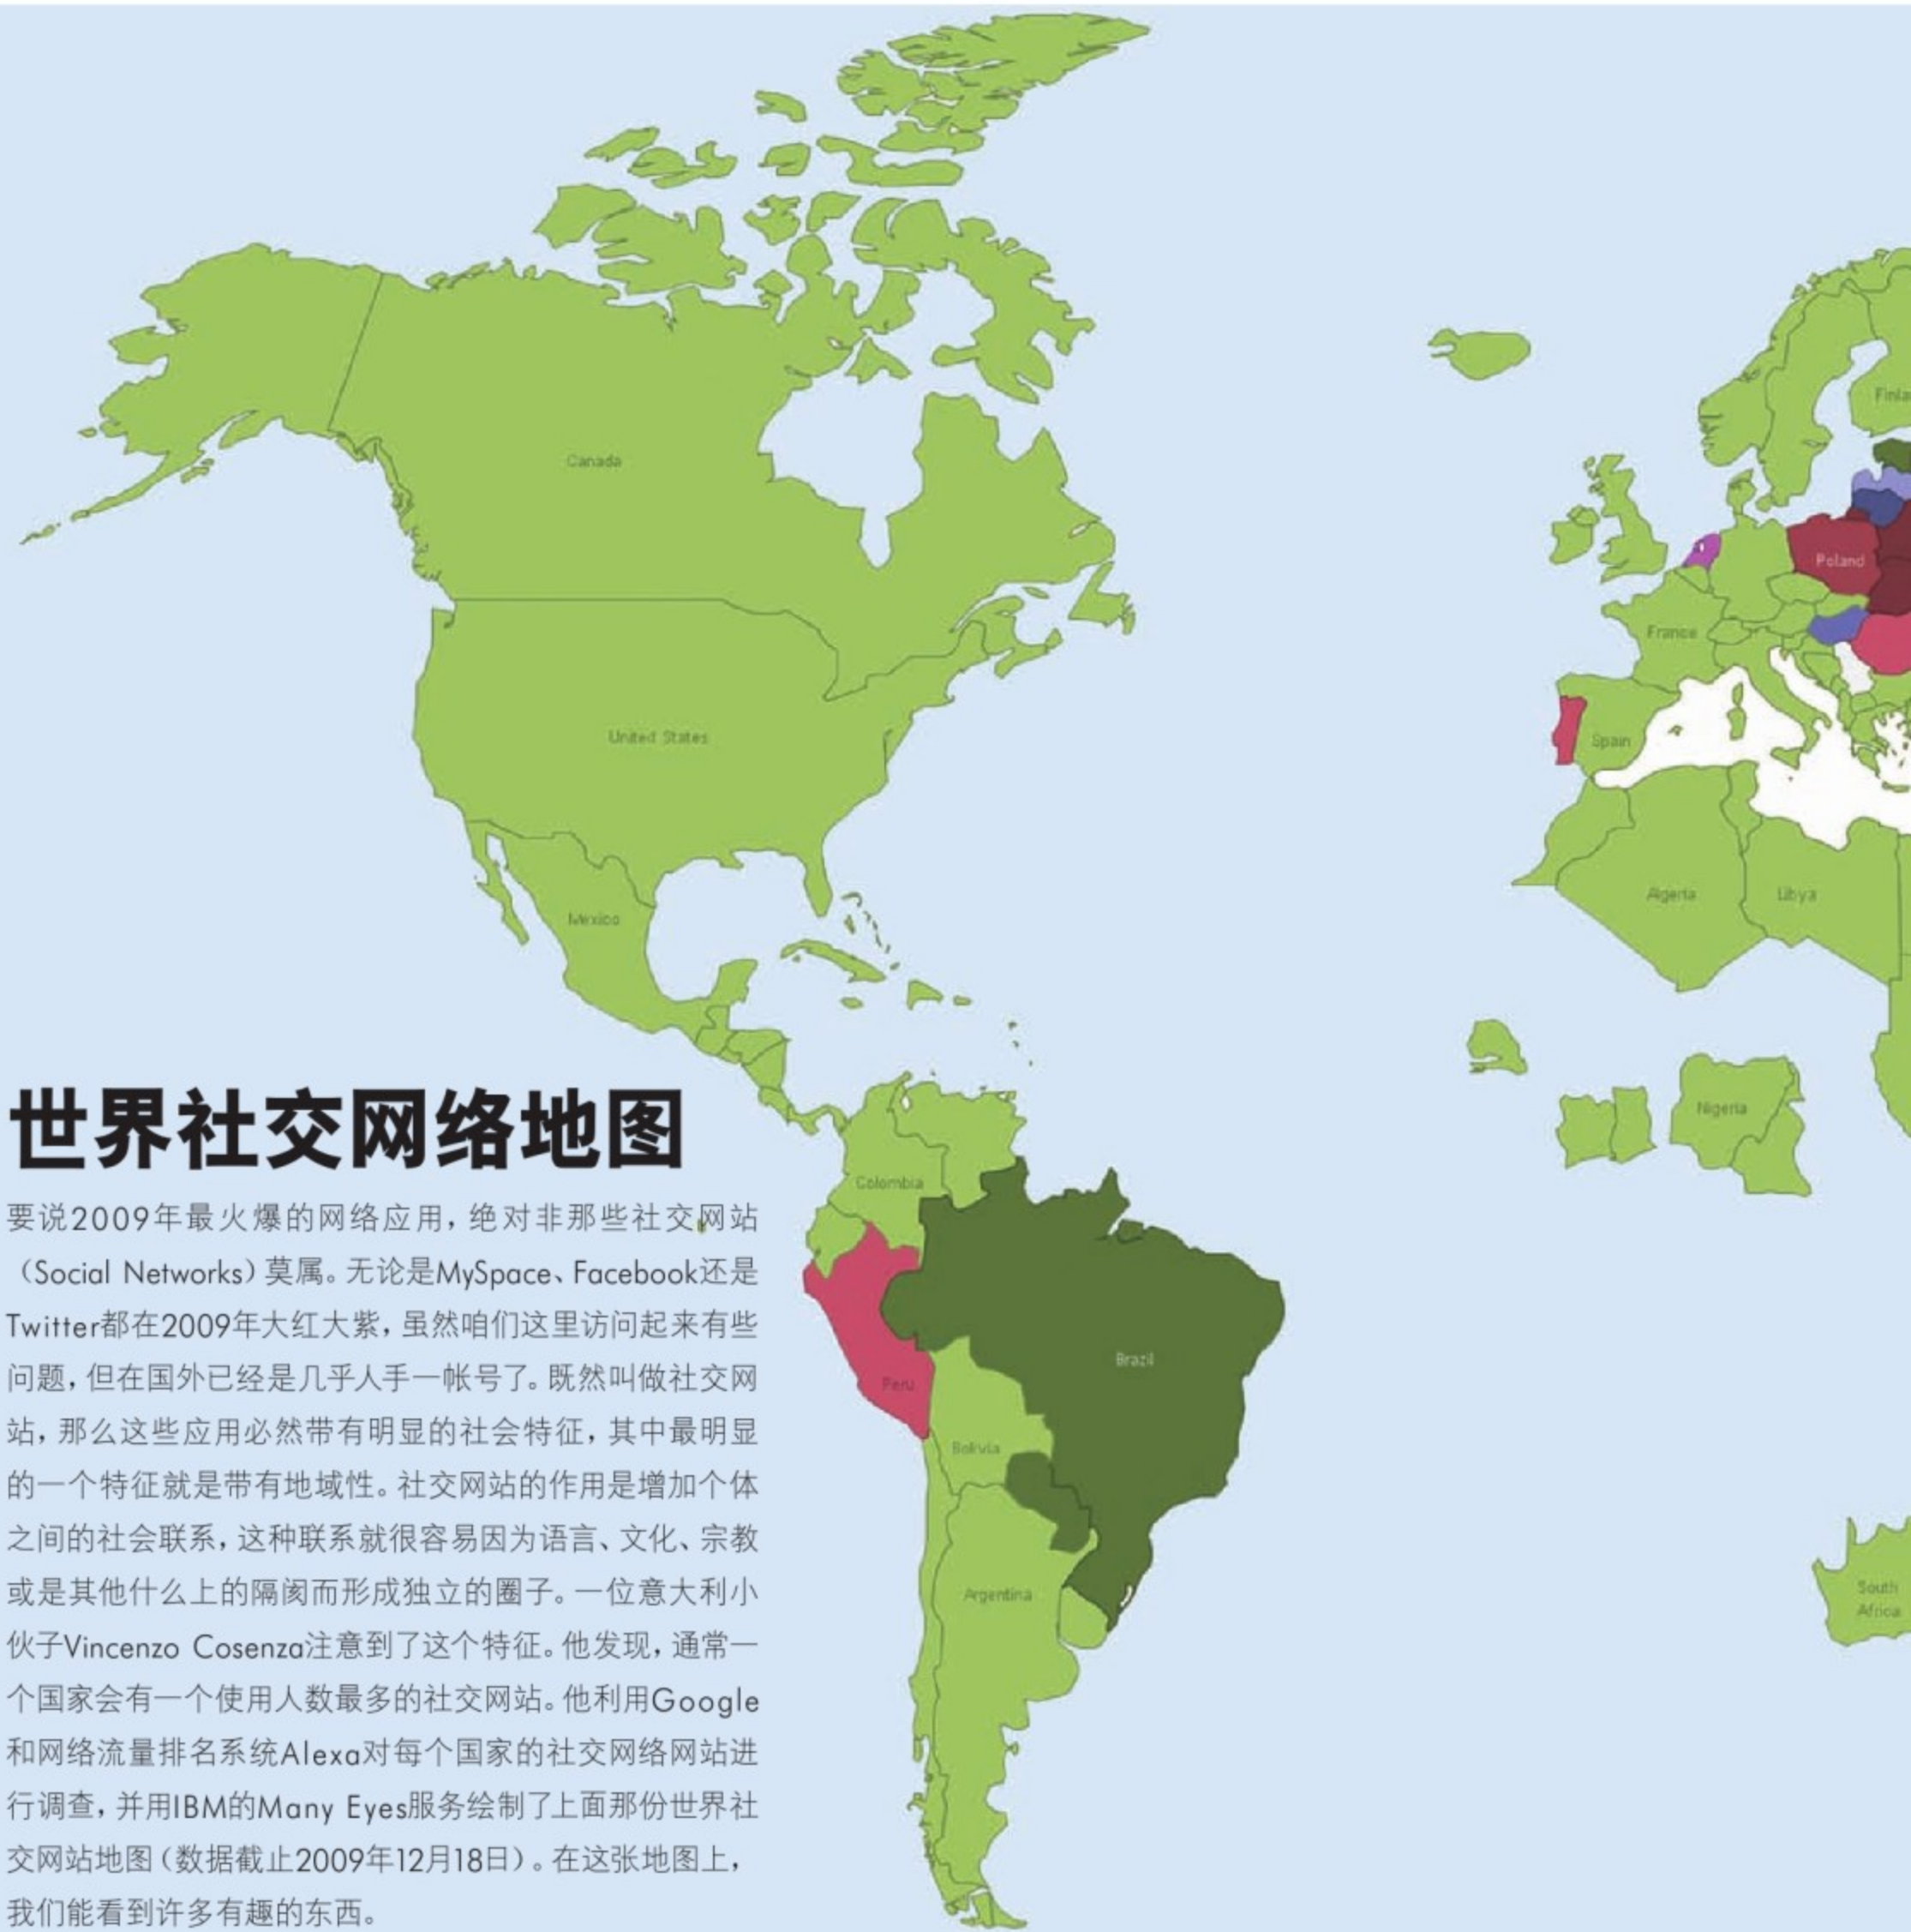 Canada
Finla
Poland
France
United States
Spain
Mexico
Algeria
Libya
Nigeria
世界社交网络地图
Colombia
要说2009年最火爆的网络应用，绝对非那些社交网站
（Social Networks）莫属。无论是MySpace、Facebook还是
Twitter都在2009年大红大紫，虽然咱们这里访问起来有些
问题，但在国外已经是几乎人手一帐号了。既然叫做社交网
站，那么这些应用必然带有明显的社会特征，其中最明显
的一个特征就是带有地域性。社交网站的作用是增加个体
之间的社会联系，这种联系就很容易因为语言、文化、宗教
或是其他什么上的隔阂而形成独立的圈子。一位意大利小
伙子Vincenzo Cosenza注意到了这个特征。他发现，通常一
个国家会有一个使用人数最多的社交网站。他利用Google
和网络流量排名系统Alexa对每个国家的社交网络网站进
行调查，并用IBM的Many Eyes服务绘制了上面那份世界社
交网站地图（数据截止2009年12月18日）。在这张地图上，
我们能看到许多有趣的东西。
Brazil
Peru
Bolivia
Argentina
South
Africa